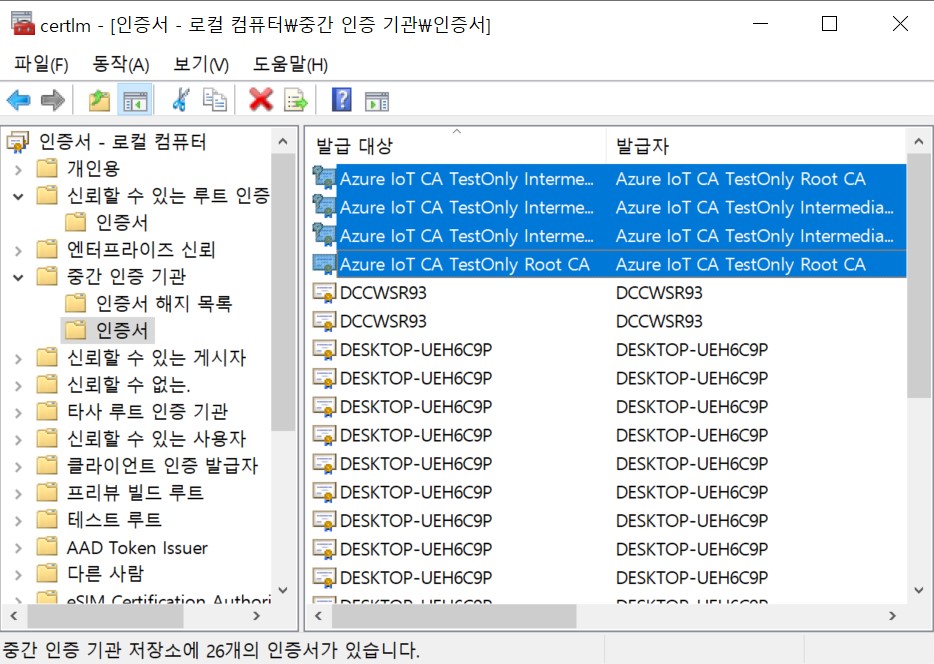 certlm - [인증서 - 로컬 컴퓨터₩중간 인증 기관₩인증서]
파일(F) 동작(A) 보기(V) 도움말(H)
인증서 - 로컬 컴퓨터
개인용
신뢰할 수 있는 루트 인증
인증서
엔터프라이즈 신뢰
중간 인증 기관
인증서 해지 목록
인증서
신뢰할 수 있는 게시자
신뢰할 수 없는.
타사 루트 인증 기관
신뢰할 수 있는 사용자
클라이언트 인증 발급자
프리뷰 빌드 루트
테스트 루트
AAD Token Issuer
다른 사람
eSIM Certification Authori
발급 대상 발급자
Azure IoT CA TestOnly Interme... Azure IoT CA TestOnly Root CA
Azure IoT CA TestOnly Interme... Azure IoT CA TestOnly Intermedia...
Azure IoT CA TestOnly Interme... Azure IoT CA TestOnly Intermedia...
Azure IoT CA TestOnly Root CA Azure IoT CA TestOnly Root CA
DCCWSR93 DCCWSR93
DCCWSR93 DCCWSR93
DESKTOP-UEH6C9P DESKTOP-UEH6C9P
DESKTOP-UEH6C9P DESKTOP-UEH6C9P
DESKTOP-UEH6C9P DESKTOP-UEH6C9P
DESKTOP-UEH6C9P DESKTOP-UEH6C9P
DESKTOP-UEH6C9P DESKTOP-UEH6C9P
DESKTOP-UEH6C9P DESKTOP-UEH6C9P
DESKTOP-UEH6C9P DESKTOP-UEH6C9P
DESKTOP-UEH6C9P DESKTOP-UEH6C9P
DESKTOP-UEH6C9P DESKTOP-UEH6C9P
DESKTOP-UEH6C9P DESKTOP-UEH6C9P
중간 인증 기관 저장소에 26개의 인증서가 있습니다.